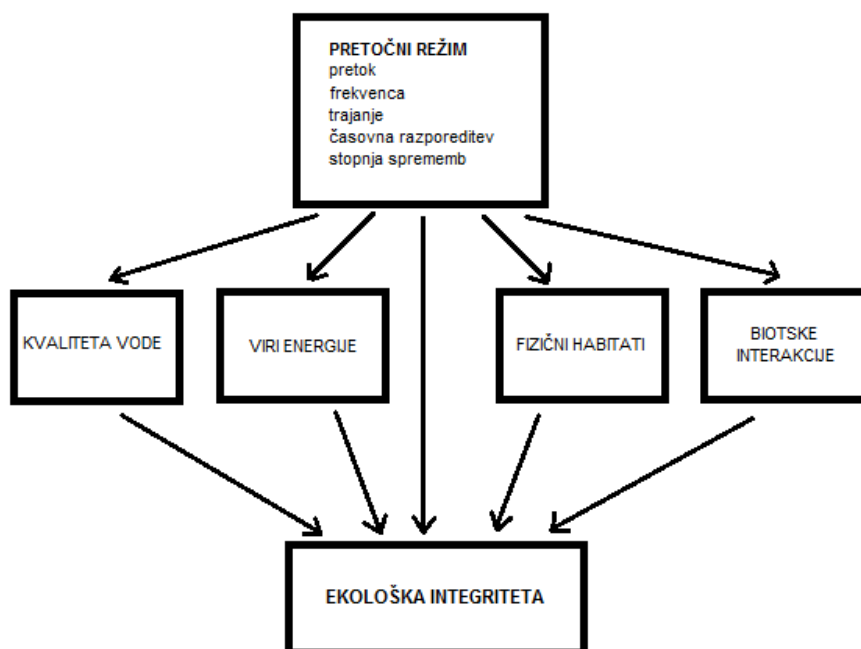 PRETOČNI REŽIM
pretok
frekvenca
trajanje
časovna razporeditev
stopnja sprememb
KVALITETA VODE
VIRI ENERGIJE
FIZIČNI HABITATI
BIOTSKE
INTERAKCIJE
EKOLOŠKA INTEGRITETA